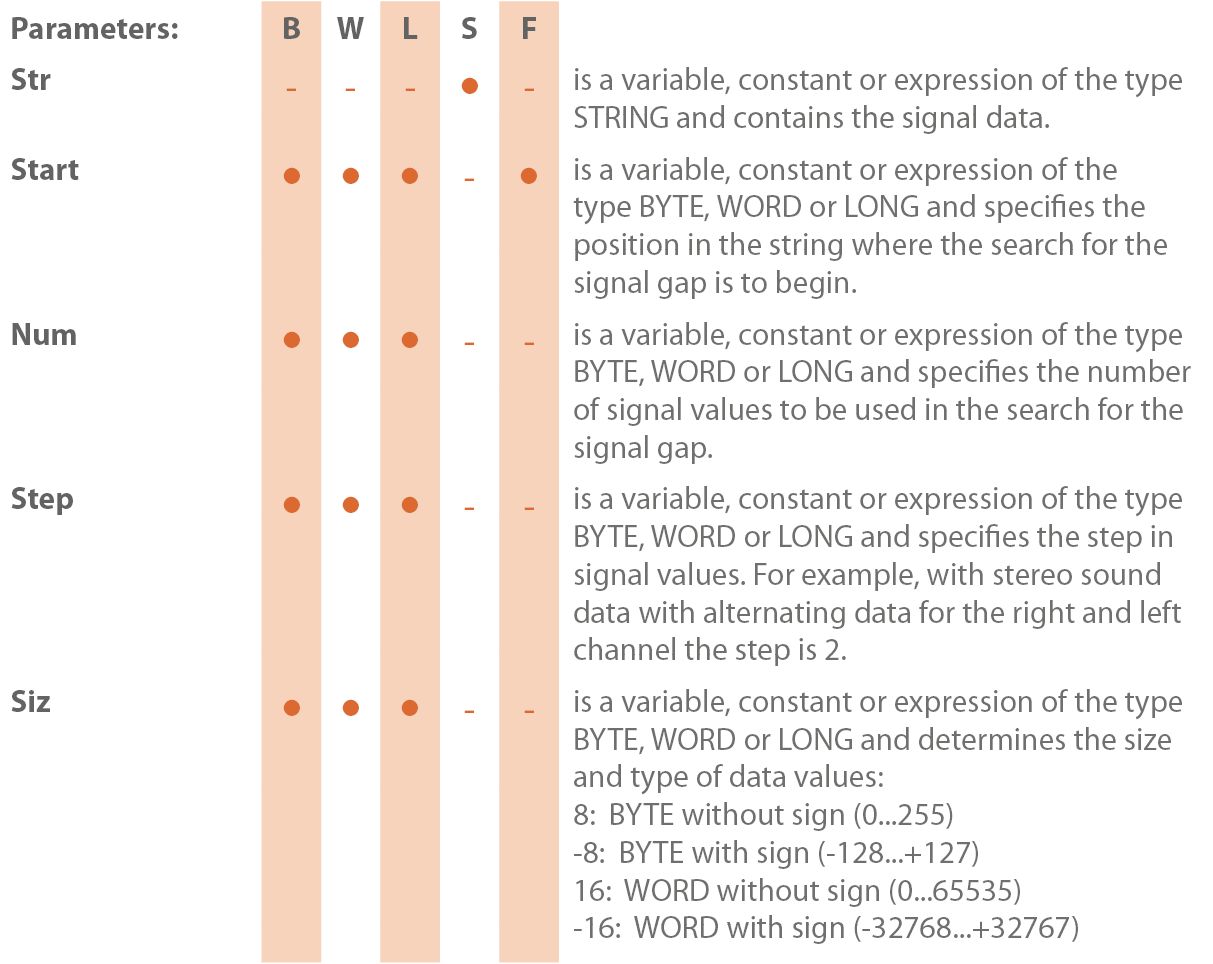 Parameters: B W L S F
Str - - - ● - is a variable, constant or expression of the type
STRING and contains the signal data.
Start ● ● ● - ● is a variable, constant or expression of the
type BYTE, WORD or LONG and specifies the
position in the string where the search for the
signal gap is to begin.
Num ● ● ● - - is a variable, constant or expression of the type
BYTE, WORD or LONG and specifies the number
of signal values to be used in the search for the
signal gap.
Step ● ● ● - - is a variable, constant or expression of the type
BYTE, WORD or LONG and specifies the step in
signal values. For example, with stereo sound
data with alternating data for the right and left
channel the step is 2.
Siz ● ● ● - - is a variable, constant or expression of the type
BYTE, WORD or LONG and determines the size
and type of data values:
8: BYTE without sign (0...255)
-8: BYTE with sign (-128...+127)
16: WORD without sign (0...65535)
-16: WORD with sign (-32768...+32767)